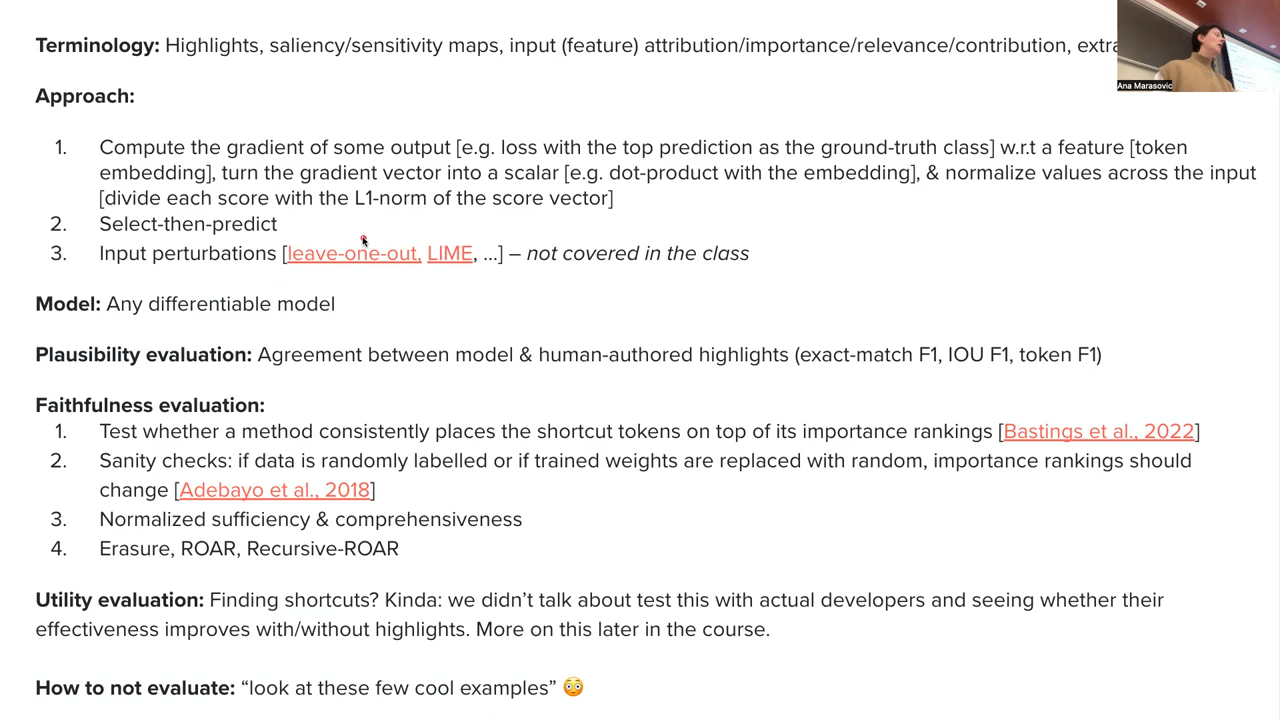 Terminology: Highlights, saliency/sensitivity maps, input (feature) attribution/importance/relevance/contribution,
Ana Marasovic
Approach:
1. Compute the gradient of some output [e.g. loss with the top prediction as the ground-truth class] w.r.t a feature [token
embedding], turn the gradient vector into a scalar [e.g. dot-product with the embedding], & normalize values across the input
[divide each score with the L1-norm of the score vector]
2. Select-then-predict
3. Input perturbations [leave-one-out, LIME, ...] – not covered in the class
Model: Any differentiable model
Plausibility evaluation: Agreement between model & human-authored highlights (exact-match F1, IOU F1, token F1)
Faithfulness evaluation:
1. Test whether a method consistently places the shortcut tokens on top of its importance rankings [Bastings et al., 2022]
2. Sanity checks: if data is randomly labelled or if trained weights are replaced with random, importance rankings should
change [Adebayo et al., 2018]
3. Normalized sufficiency & comprehensiveness
4. Erasure, ROAR, Recursive-ROAR
Utility evaluation: Finding shortcuts? Kinda: we didn’t talk about test this with actual developers and seeing whether their
effectiveness improves with/without highlights. More on this later in the course.
How to not evaluate: “look at these few cool examples” 😳